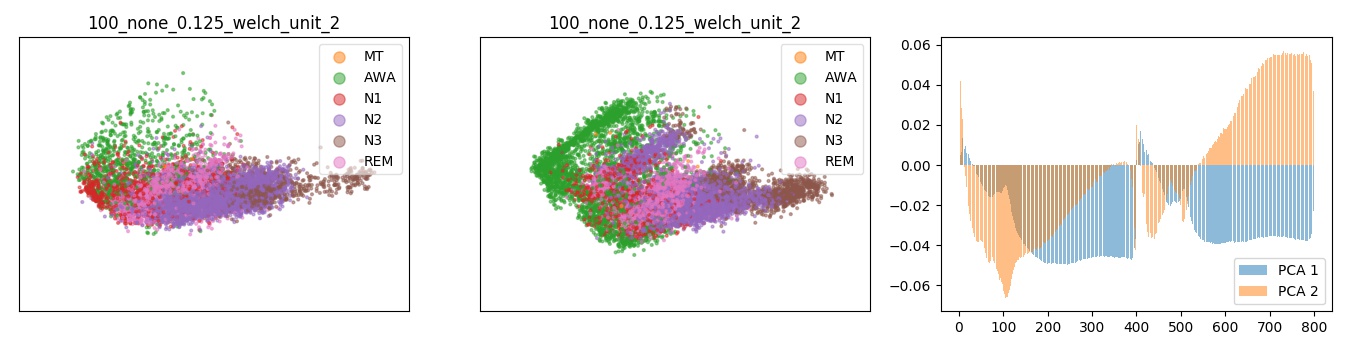 100_none_0.125_welch_unit_2
MT
AWA
N1
N2
N3
REM
100_none_0.125_welch_unit_2
MT
AWA
N1
N2
N3
REM
0.06
0.04
0.02
0.00
−0.02
−0.04
−0.06
PCA 1
PCA 2
0 100 200 300 400 500 600 700 800